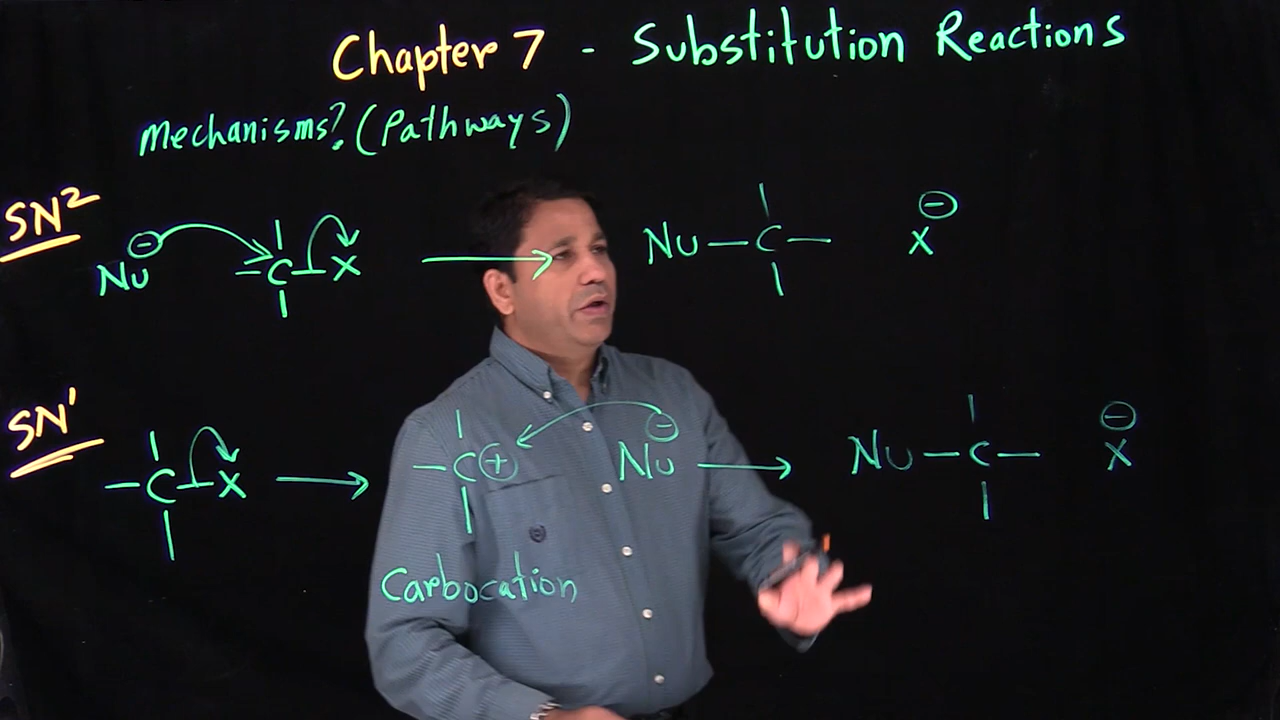 Chapter 7 - Substitution Reactions
Mechanisms? (Pathways)
SN²
Nu⊖ –C–X ⟶ Nu–C– X⊖
SN¹
–C–X ⟶ –C⊕ Nu⊖ ⟶ Nu–C– X⊖
Carbocation